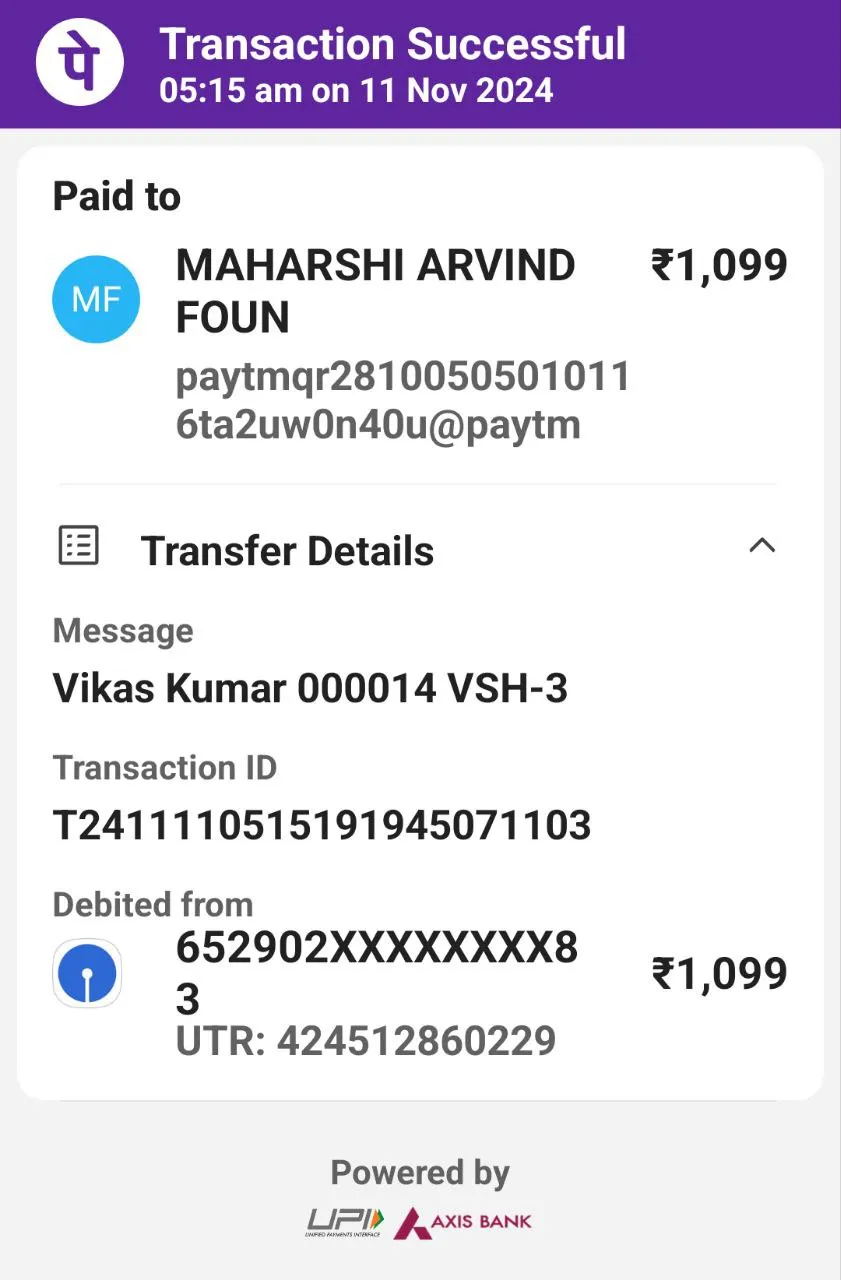 पे
Transaction Successful
05:15 am on 11 Nov 2024
Paid to
MF
MAHARSHI ARVIND
₹1,099
FOUN
paytmqr2810050501011
6ta2uw0n40u@paytm
Transfer Details
Message
Vikas Kumar 000014 VSH-3
Transaction ID
T2411110515191945071103
Debited from
652902XXXXXXXX8
3
₹1,099
UTR: 424512860229
Powered by
UPI
UNIFIED PAYMENTS INTERFACE
AXIS BANK